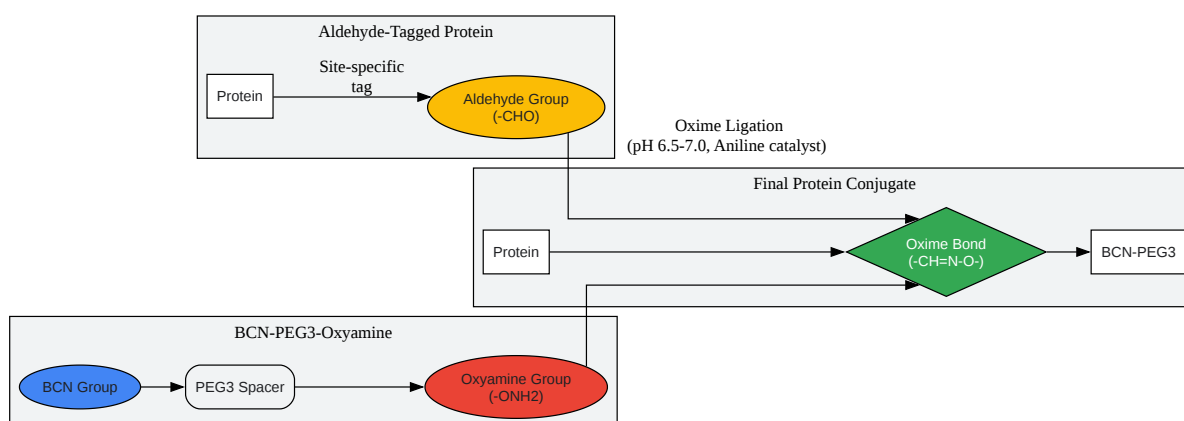 Aldehyde-Tagged Protein
Site-specific
tag
Protein
Aldehyde Group
(-CHO)
Oxime Ligation
(pH 6.5-7.0, Aniline catalyst)
Final Protein Conjugate
Protein
Oxime Bond
(-CH=N-O-)
BCN-PEG3
BCN-PEG3-Oxyamine
BCN Group
PEG3 Spacer
Oxyamine Group
(-ONH2)